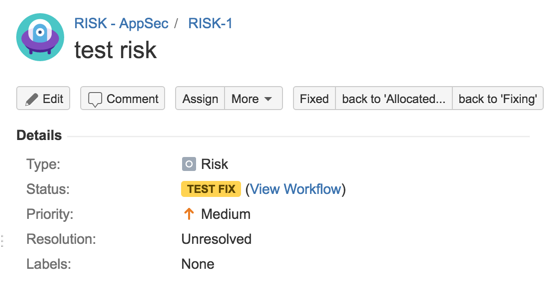 RISK - AppSec / RISK-1
test risk
Edit Comment Assign More Fixed back to 'Allocated... back to 'Fixing'
Details
Type: Risk
Status: TEST FIX (View Workflow)
Priority: Medium
Resolution: Unresolved
Labels: None